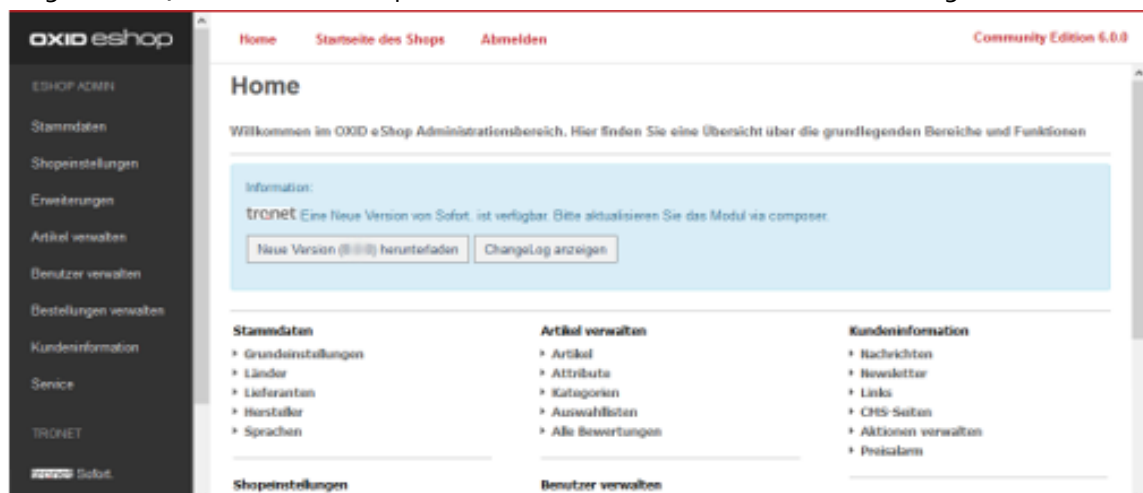 OXID eshop
Home Startseite des Shops Abmelden Community Edition 6.0.0
ESHOP ADMIN
Stammdaten
Shopeinstellungen
Erweiterungen
Artikel verwalten
Benutzer verwalten
Bestellungen verwalten
Kundeninformation
Service
TRONET
tronet Sofort.
Home
Willkommen im OXID eShop Administrationsbereich. Hier finden Sie eine Übersicht über die grundlegenden Bereiche und Funktionen
Information:
tronet Eine Neue Version von Sofort. ist verfügbar. Bitte aktualisieren Sie das Modul via composer.
Neue Version ( ) herunterladen ChangeLog anzeigen
Stammdaten
Grundeinstellungen
Länder
Lieferanten
Hersteller
Sprachen
Shopeinstellungen
Artikel verwalten
Artikel
Attribute
Kategorien
Auswahllisten
Alle Bewertungen
Benutzer verwalten
Kundeninformation
Nachrichten
Newsletter
Links
CMS-Seiten
Aktionen verwalten
Preisalarm